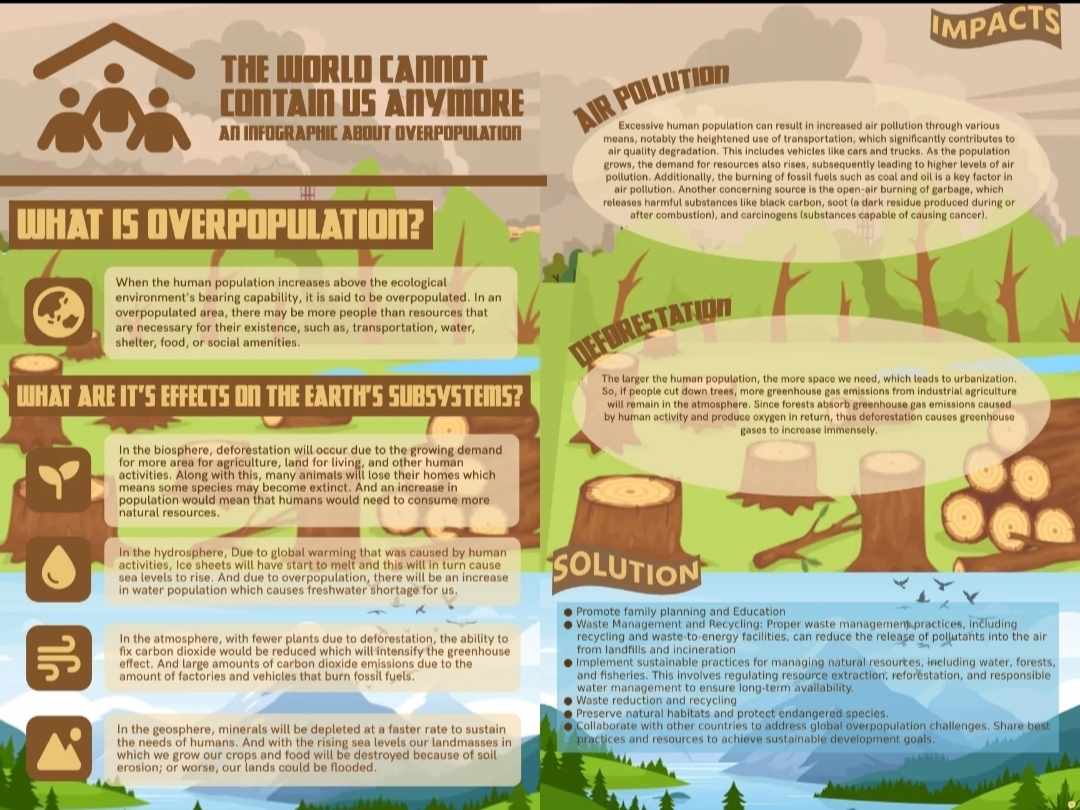 THE WORLD CANNOT
CONTAIN US ANYMORE
AN INFOGRAPHIC ABOUT OVERPOPULATION
WHAT IS OVERPOPULATION?
When the human population increases above the ecological
environment's bearing capability, it is said to be overpopulated. In an
overpopulated area, there may be more people than resources that
are necessary for their existence, such as, transportation, water,
shelter, food, or social amenities.
WHAT ARE IT'S EFFECTS ON THE EARTH'S SUBSYSTEMS?
In the biosphere, deforestation will occur due to the growing demand
for more area for agriculture, land for living, and other human
activities. Along with this, many animals will lose their homes which
means some species may become extinct. And an increase in
population would mean that humans would need to consume more
natural resources.
In the hydrosphere, Due to global warming that was caused by human
activities, Ice sheets will have start to melt and this will in turn cause
sea levels to rise. And due to overpopulation, there will be an increase
in water population which causes freshwater shortage for us.
In the atmosphere, with fewer plants due to deforestation, the ability to
fix carbon dioxide would be reduced which will intensify the greenhouse
effect. And large amounts of carbon dioxide emissions due to the
amount of factories and vehicles that burn fossil fuels.
In the geosphere, minerals will be depleted at a faster rate to sustain
the needs of humans. And with the rising sea levels our landmasses in
which we grow our crops and food will be destroyed because of soil
erosion; or worse, our lands could be flooded.
IMPACTS
AIR POLLUTION
Excessive human population can result in increased air pollution through various
means, notably the heightened use of transportation, which significantly contributes to
air quality degradation. This includes vehicles like cars and trucks. As the population
grows, the demand for resources also rises, subsequently leading to higher levels of air
pollution. Additionally, the burning of fossil fuels such as coal and oil is a key factor in
air pollution. Another concerning source is the open-air burning of garbage, which
releases harmful substances like black carbon, soot (a dark residue produced during or
after combustion), and carcinogens (substances capable of causing cancer).
DEFORESTATION
The larger the human population, the more space we need, which leads to urbanization.
So, if people cut down trees, more greenhouse gas emissions from industrial agriculture
will remain in the atmosphere. Since forests absorb greenhouse gas emissions caused
by human activity and produce oxygen in return, thus deforestation causes greenhouse
gases to increase immensely.
SOLUTION
● Promote family planning and Education
● Waste Management and Recycling: Proper waste management practices, including
recycling and waste-to-energy facilities, can reduce the release of pollutants into the air
from landfills and incineration
● Implement sustainable practices for managing natural resources, including water, forests,
and fisheries. This involves regulating resource extraction, reforestation, and responsible
water management to ensure long-term availability.
● Waste reduction and recycling
● Preserve natural habitats and protect endangered species.
● Collaborate with other countries to address global overpopulation challenges. Share best
practices and resources to achieve sustainable development goals.